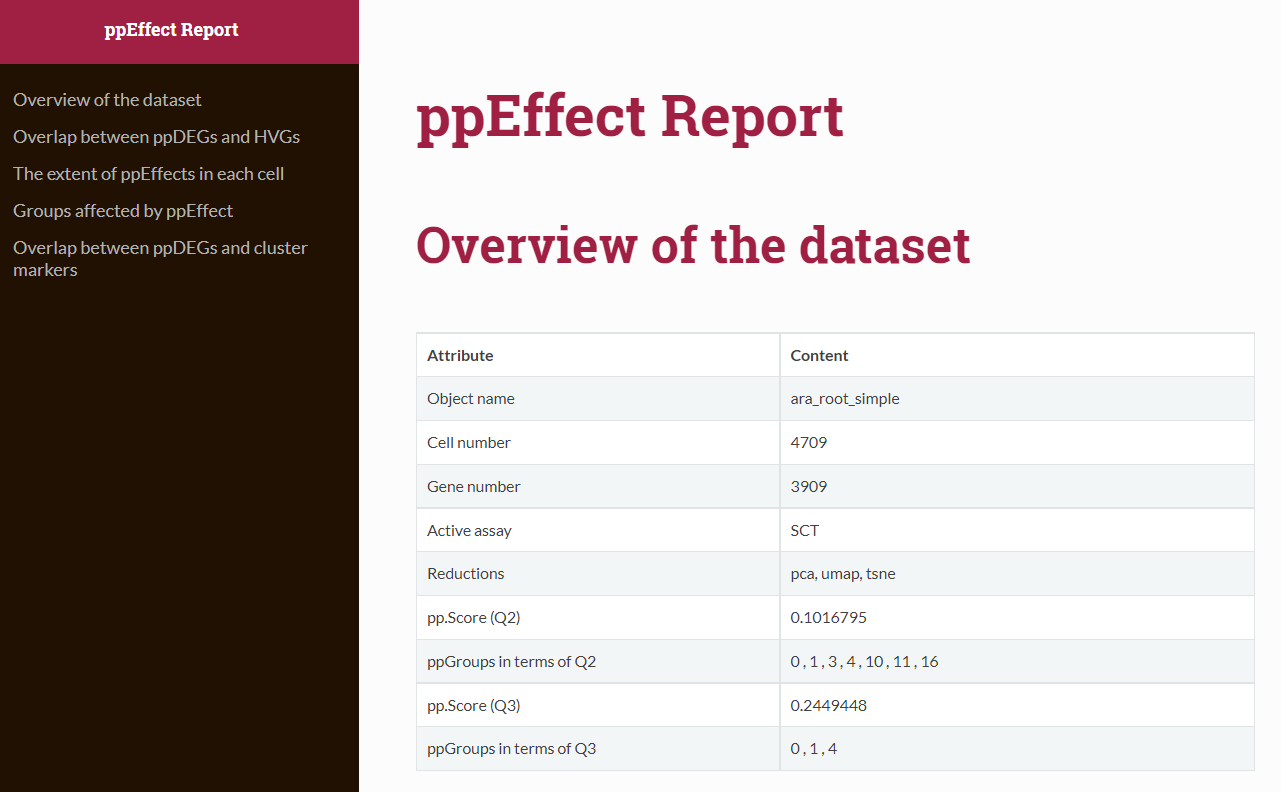 ppEffect Report
Overview of the dataset
Overlap between ppDEGs and HVGs
The extent of ppEffects in each cell
Groups affected by ppEffect
Overlap between ppDEGs and cluster
markers
ppEffect Report
Overview of the dataset
Attribute Content
Object name ara_root_simple
Cell number 4709
Gene number 3909
Active assay SCT
Reductions pca, umap, tsne
pp.Score (Q2) 0.1016795
ppGroups in terms of Q2 0 , 1 , 3 , 4 , 10 , 11 , 16
pp.Score (Q3) 0.2449448
ppGroups in terms of Q3 0 , 1 , 4